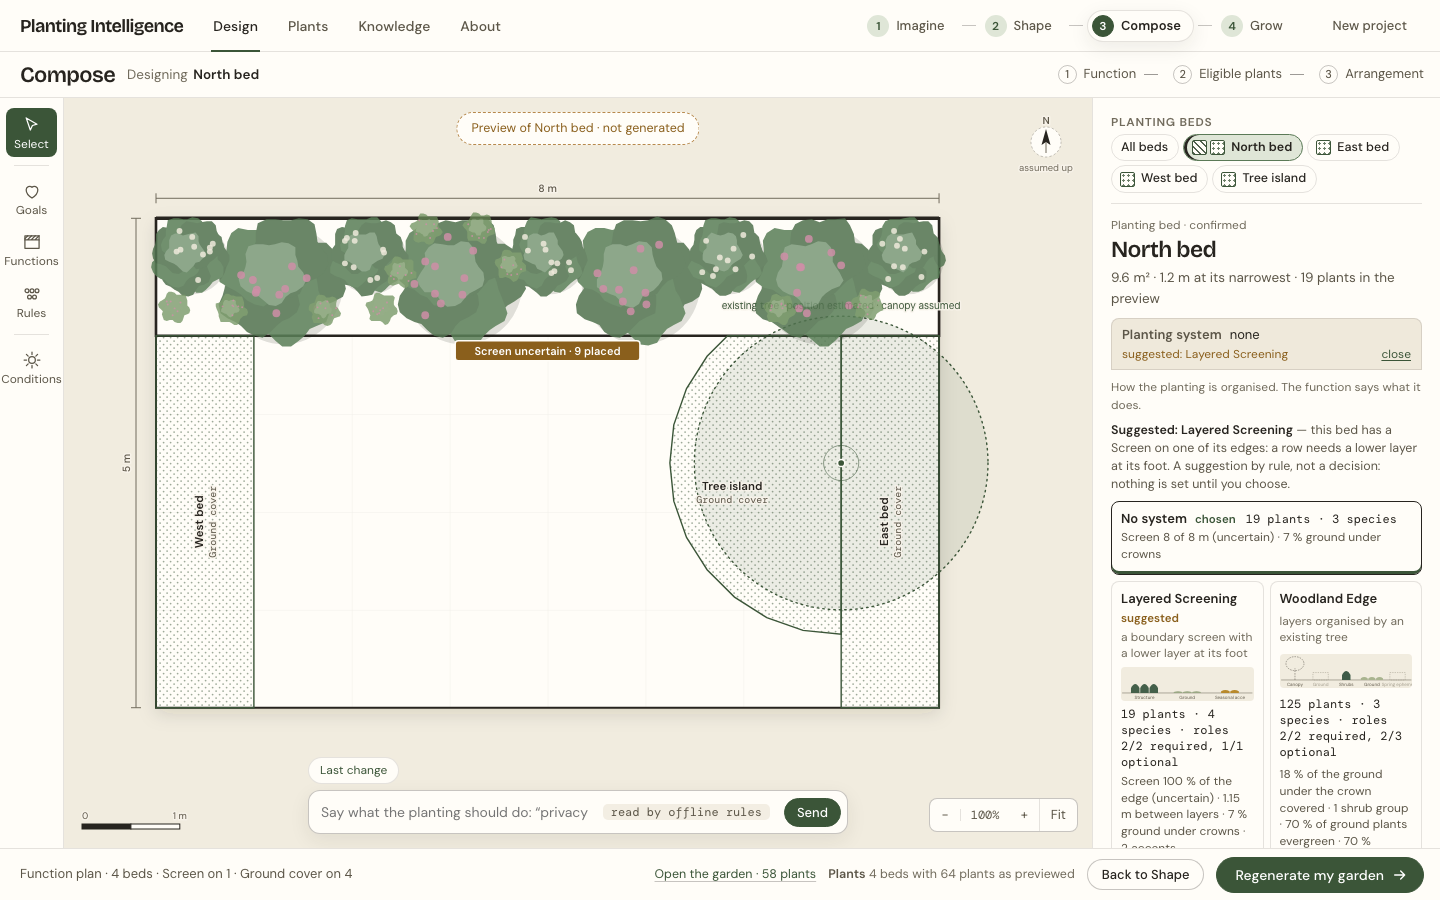 Planting Intelligence
Design
Plants
Knowledge
About
1 Imagine
2 Shape
3 Compose
4 Grow
New project
Compose
Designing North bed
1 Function
2 Eligible plants
3 Arrangement
Select
Goals
Functions
Rules
Conditions
Preview of North bed · not generated
N
assumed up
8 m
5 m
existing tree · position estimated · canopy assumed
Screen uncertain · 9 placed
West bed
Ground cover
Tree island
Ground cover
East bed
Ground cover
Last change
Say what the planting should do: “privacy
read by offline rules
Send
0 1 m
− 100% + Fit
PLANTING BEDS
All beds
North bed
East bed
West bed
Tree island
Planting bed · confirmed
North bed
9.6 m² · 1.2 m at its narrowest · 19 plants in the
preview
Planting system none
suggested: Layered Screening close
How the planting is organised. The function says what it
does.
Suggested: Layered Screening — this bed has a
Screen on one of its edges: a row needs a lower layer
at its foot. A suggestion by rule, not a decision:
nothing is set until you choose.
No system chosen 19 plants · 3 species
Screen 8 of 8 m (uncertain) · 7 % ground under
crowns
Layered Screening
suggested
a boundary screen with
a lower layer at its foot
Structure Ground Seasonal acce
19 plants · 4
species · roles
2/2 required, 1/1
optional
Screen 100 % of the
edge (uncertain) · 1.15
m between layers · 7 %
ground under crowns ·
2 accents
Woodland Edge
layers organised by an
existing tree
Canopy Ground Shrubs Ground
125 plants · 3
species · roles
2/2 required, 2/3
optional
18 % of the ground
under the crown
covered · 1 shrub group
· 70 % of ground plants
evergreen · 70 %
Function plan · 4 beds · Screen on 1 · Ground cover on 4
Open the garden · 58 plants
Plants 4 beds with 64 plants as previewed
Back to Shape
Regenerate my garden →